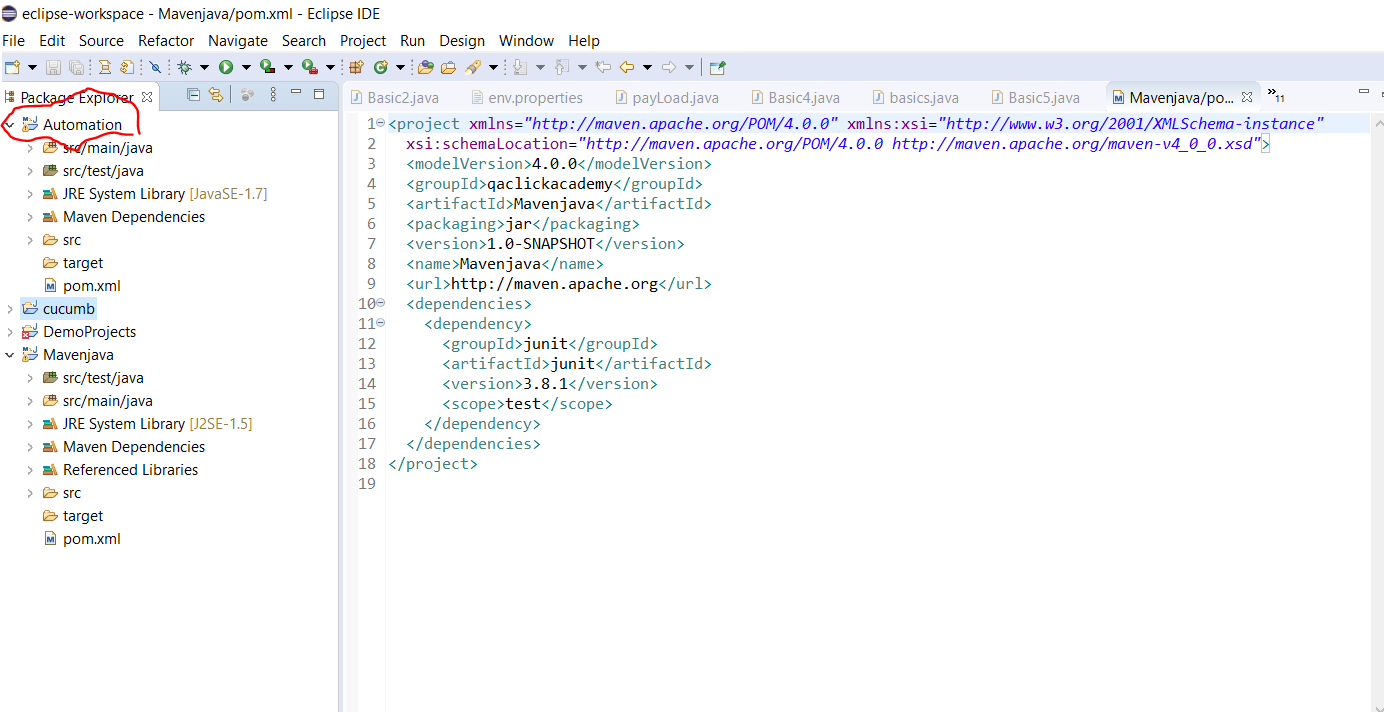 eclipse-workspace - Mavenjava/pom.xml - Eclipse IDE
File Edit Source Refactor Navigate Search Project Run Design Window Help
Package Explorer
Automation
src/main/java
src/test/java
JRE System Library [JavaSE-1.7]
Maven Dependencies
src
target
pom.xml
cucumb
DemoProjects
Mavenjava
src/test/java
src/main/java
JRE System Library [J2SE-1.5]
Maven Dependencies
Referenced Libraries
src
target
pom.xml
Basic2.java env.properties payLoad.java Basic4.java basics.java Basic5.java Mavenjava/po... »11
1 <project xmlns="http://maven.apache.org/POM/4.0.0" xmlns:xsi="http://www.w3.org/2001/XMLSchema-instance"
2 xsi:schemaLocation="http://maven.apache.org/POM/4.0.0 http://maven.apache.org/maven-v4_0_0.xsd">
3 <modelVersion>4.0.0</modelVersion>
4 <groupId>qaclickacademy</groupId>
5 <artifactId>Mavenjava</artifactId>
6 <packaging>jar</packaging>
7 <version>1.0-SNAPSHOT</version>
8 <name>Mavenjava</name>
9 <url>http://maven.apache.org</url>
10 <dependencies>
11 <dependency>
12 <groupId>junit</groupId>
13 <artifactId>junit</artifactId>
14 <version>3.8.1</version>
15 <scope>test</scope>
16 </dependency>
17 </dependencies>
18 </project>
19